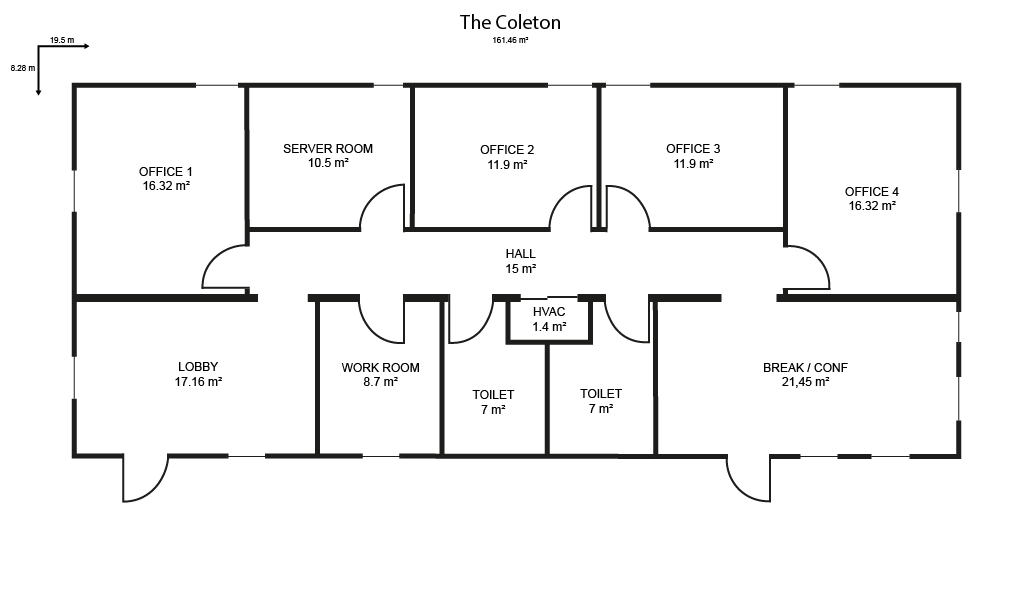 The Coleton
161.46 m²
19.5 m
8.28 m
OFFICE 1
16.32 m²
SERVER ROOM
10.5 m²
OFFICE 2
11.9 m²
OFFICE 3
11.9 m²
OFFICE 4
16.32 m²
HALL
15 m²
HVAC
1.4 m²
LOBBY
17.16 m²
WORK ROOM
8.7 m²
TOILET
7 m²
TOILET
7 m²
BREAK / CONF
21,45 m²